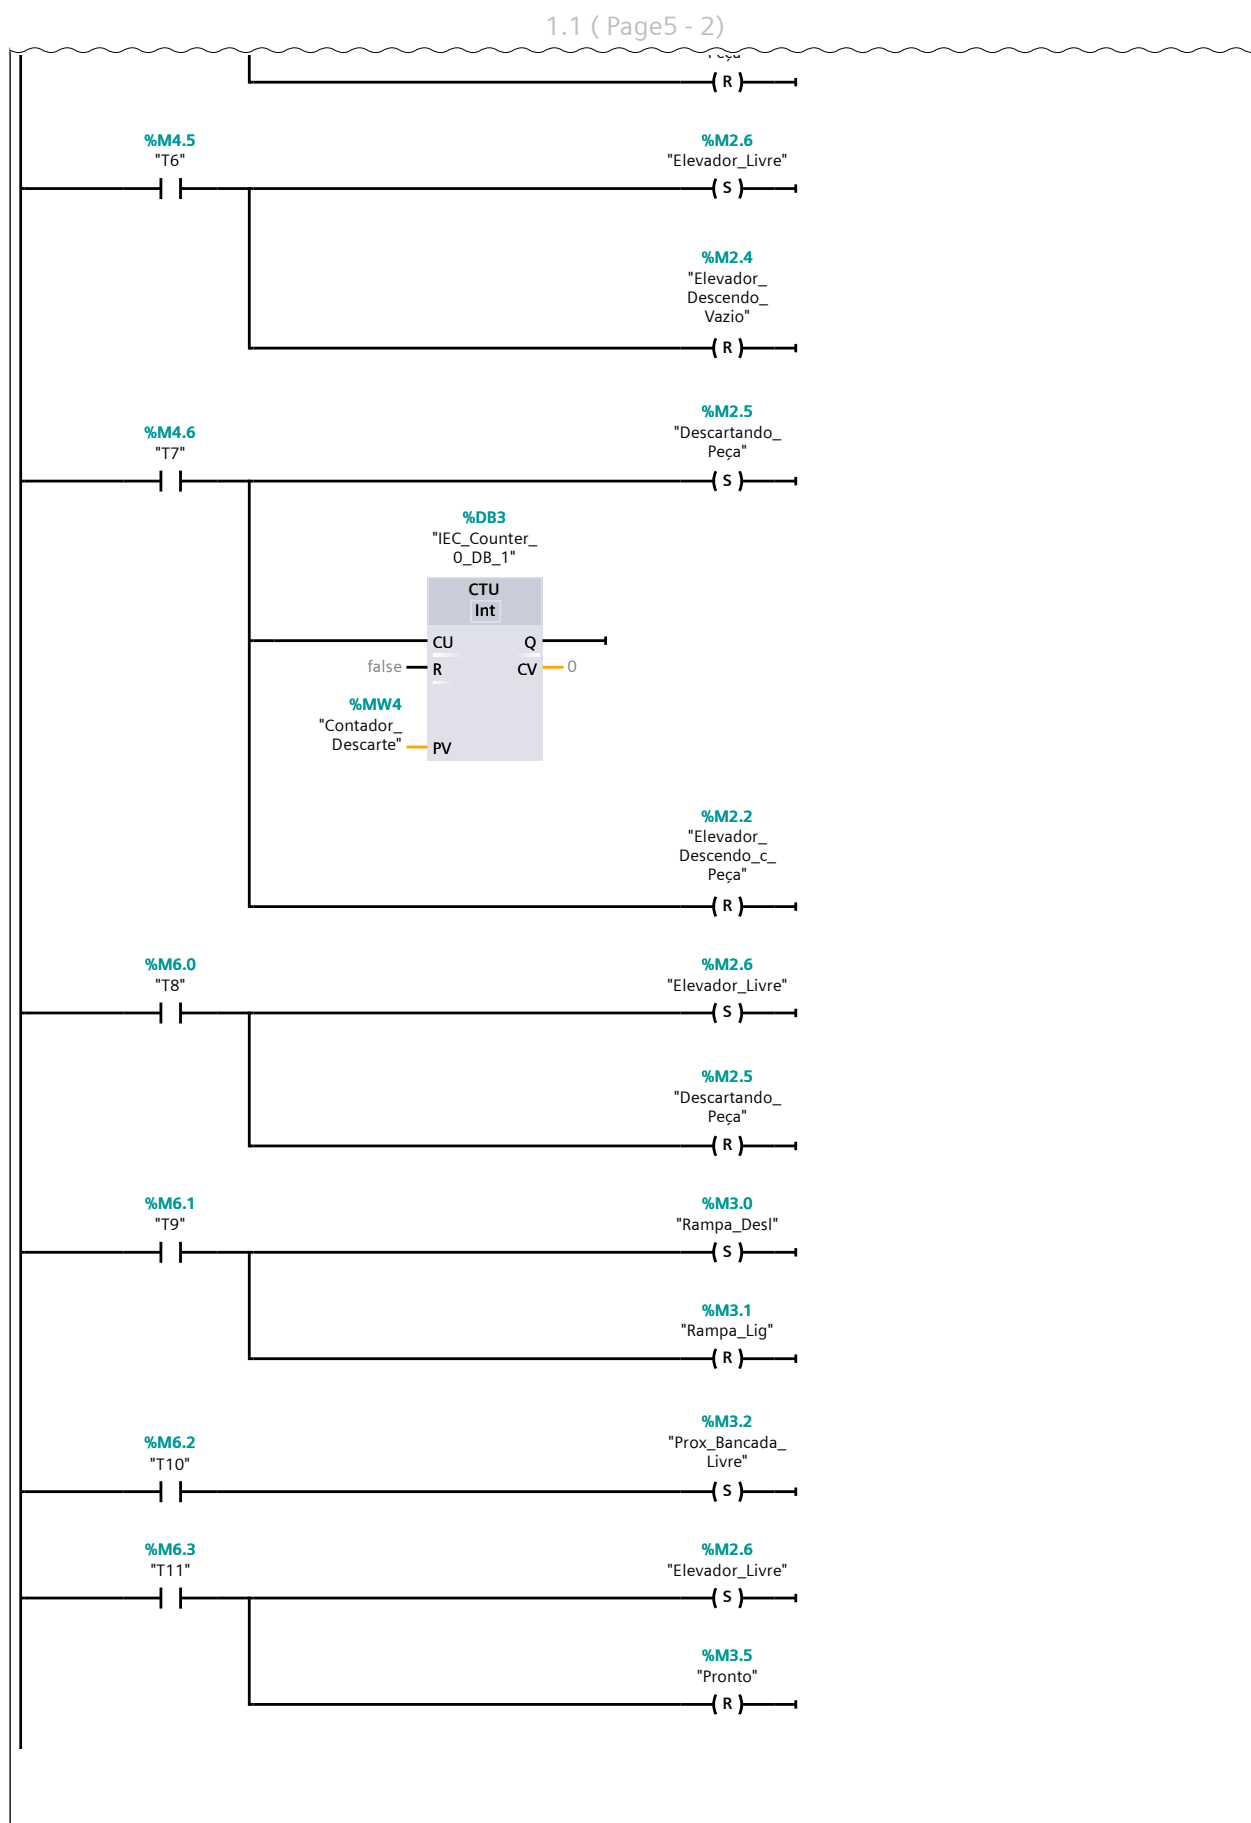 1.1 ( Page5 - 2)
( R )
%M4.5
"T6"
%M2.6
"Elevador_Livre"
( S )
%M2.4
"Elevador_
Descendo_
Vazio"
( R )
%M4.6
"T7"
%M2.5
"Descartando_
Peça"
( S )
%DB3
"IEC_Counter_
0_DB_1"
CTU
Int
CU
Q
false
R
CV
0
%MW4
"Contador_
Descarte"
PV
%M2.2
"Elevador_
Descendo_c_
Peça"
( R )
%M6.0
"T8"
%M2.6
"Elevador_Livre"
( S )
%M2.5
"Descartando_
Peça"
( R )
%M6.1
"T9"
%M3.0
"Rampa_Desl"
( S )
%M3.1
"Rampa_Lig"
( R )
%M6.2
"T10"
%M3.2
"Prox_Bancada_
Livre"
( S )
%M6.3
"T11"
%M2.6
"Elevador_Livre"
( S )
%M3.5
"Pronto"
( R )